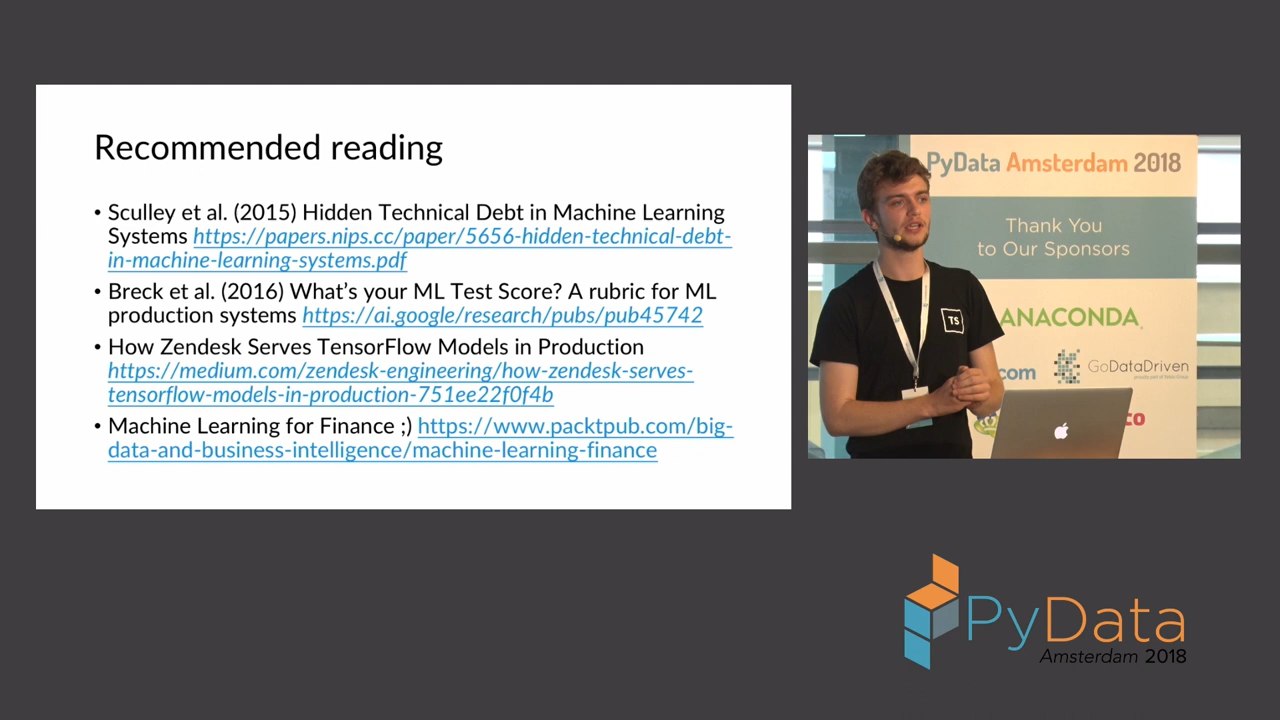 Recommended reading
• Sculley et al. (2015) Hidden Technical Debt in Machine Learning
Systems https://papers.nips.cc/paper/5656-hidden-technical-debt-
in-machine-learning-systems.pdf
• Breck et al. (2016) What's your ML Test Score? A rubric for ML
production systems https://ai.google/research/pubs/pub45742
• How Zendesk Serves TensorFlow Models in Production
https://medium.com/zendesk-engineering/how-zendesk-serves-
tensorflow-models-in-production-751ee22f0f4b
• Machine Learning for Finance ;) https://www.packtpub.com/big-
data-and-business-intelligence/machine-learning-finance
PyData Amsterdam 2018
Thank You
to Our Sponsors
ANACONDA
.com
GoDataDriven
TS
co
PyData
Amsterdam 2018